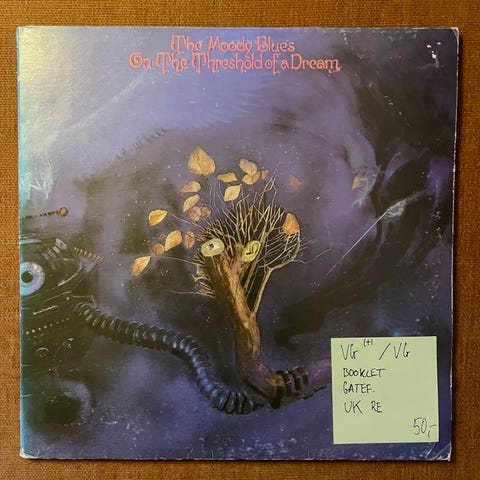 The Moody Blues
On The Threshold of a Dream
VG (+) / VG
BOOKLET
GATEF.
UK RE
50,-